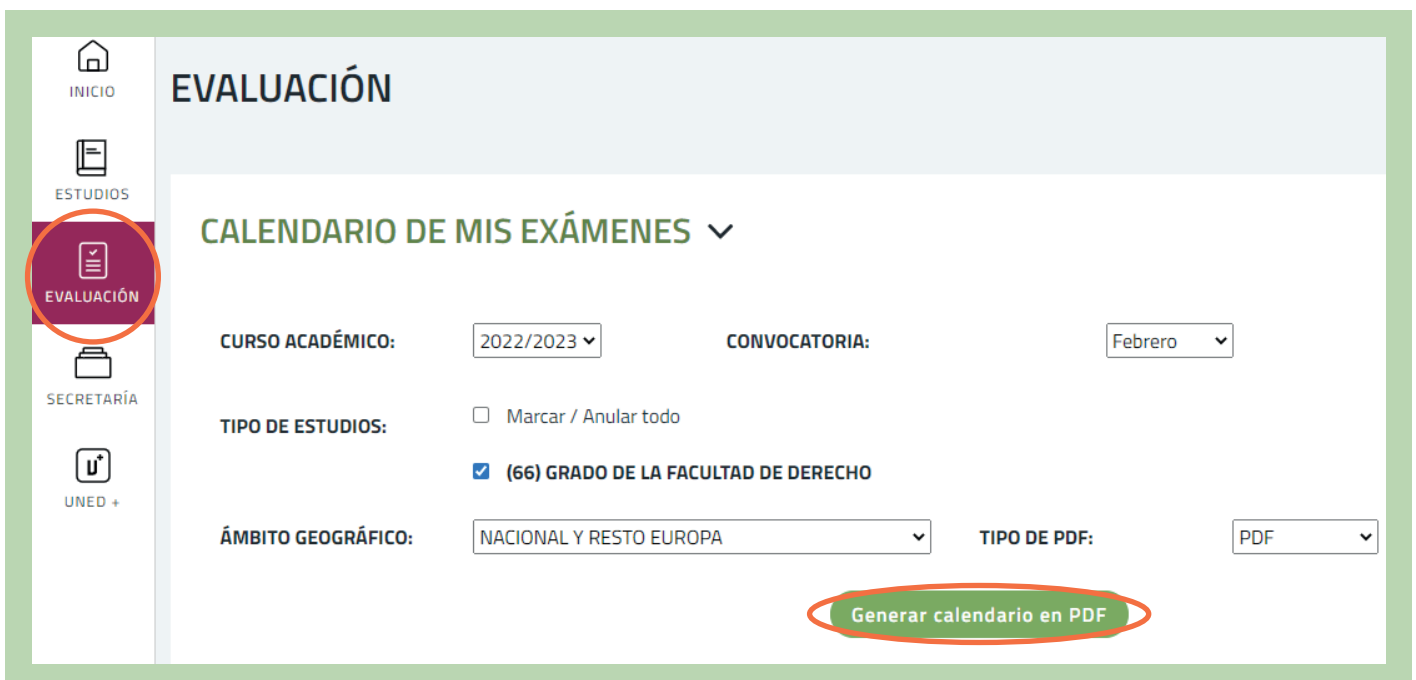 INICIO
ESTUDIOS
EVALUACIÓN
SECRETARÍA
UNED +
EVALUACIÓN
CALENDARIO DE MIS EXÁMENES
CURSO ACADÉMICO: 2022/2023 CONVOCATORIA: Febrero
TIPO DE ESTUDIOS: Marcar / Anular todo
(66) GRADO DE LA FACULTAD DE DERECHO
ÁMBITO GEOGRÁFICO: NACIONAL Y RESTO EUROPA TIPO DE PDF: PDF
Generar calendario en PDF